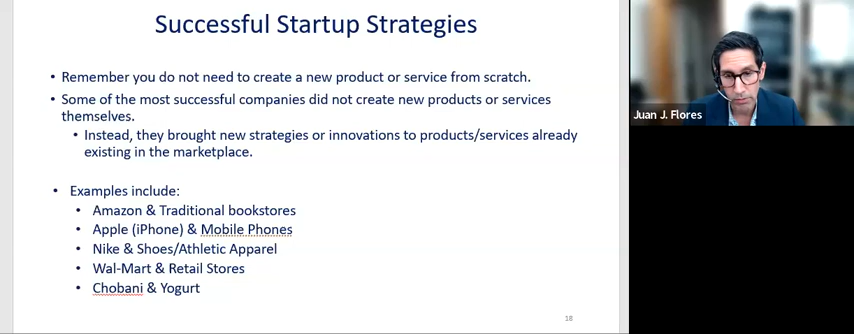 Successful Startup Strategies
• Remember you do not need to create a new product or service from scratch.
• Some of the most successful companies did not create new products or services
themselves.
• Instead, they brought new strategies or innovations to products/services already
existing in the marketplace.
• Examples include:
• Amazon & Traditional bookstores
• Apple (iPhone) & Mobile Phones
• Nike & Shoes/Athletic Apparel
• Wal-Mart & Retail Stores
• Chobani & Yogurt
18
Juan J. Flores